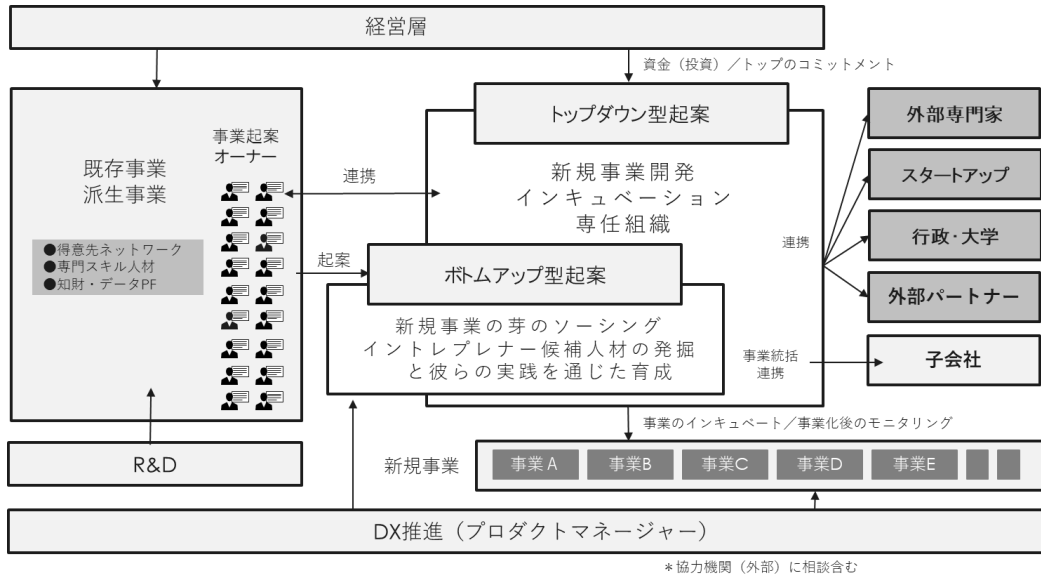 経営層
資金（投資）／トップのコミットメント
トップダウン型起案
外部専門家
事業起案
オーナー
既存事業
派生事業
連携
新規事業開発
インキュベーション
専任組織
スタートアップ
●得意先ネットワーク
●専門スキル人材
●知財・データPF
起案
連携
行政・大学
ボトムアップ型起案
外部パートナー
新規事業の芽のソーシング
イントレプレナー候補人材の発掘
と彼らの実践を通じた育成
事業統括
連携
子会社
事業のインキュベート／事業化後のモニタリング
R&D
新規事業
事業A
事業B
事業C
事業D
事業E
DX推進（プロダクトマネージャー）
＊協力機関（外部）に相談含む